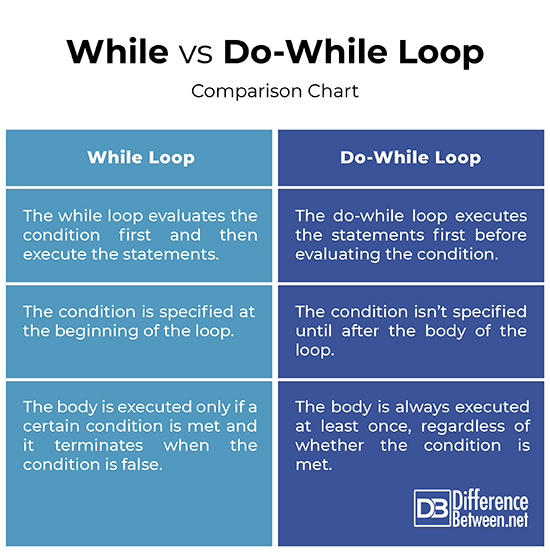 While vs Do-While Loop
Comparison Chart
While Loop
Do-While Loop
The while loop evaluates the
condition first and then
execute the statements.
The do-while loop executes
the statements first before
evaluating the condition.
The condition is specified at
the beginning of the loop.
The condition isn't specified
until after the body of the
loop.
The body is executed only if a
certain condition is met and
it terminates when the
condition is false.
The body is always executed
at least once, regardless of
whether the condition is
met.
DB Difference
Between.net